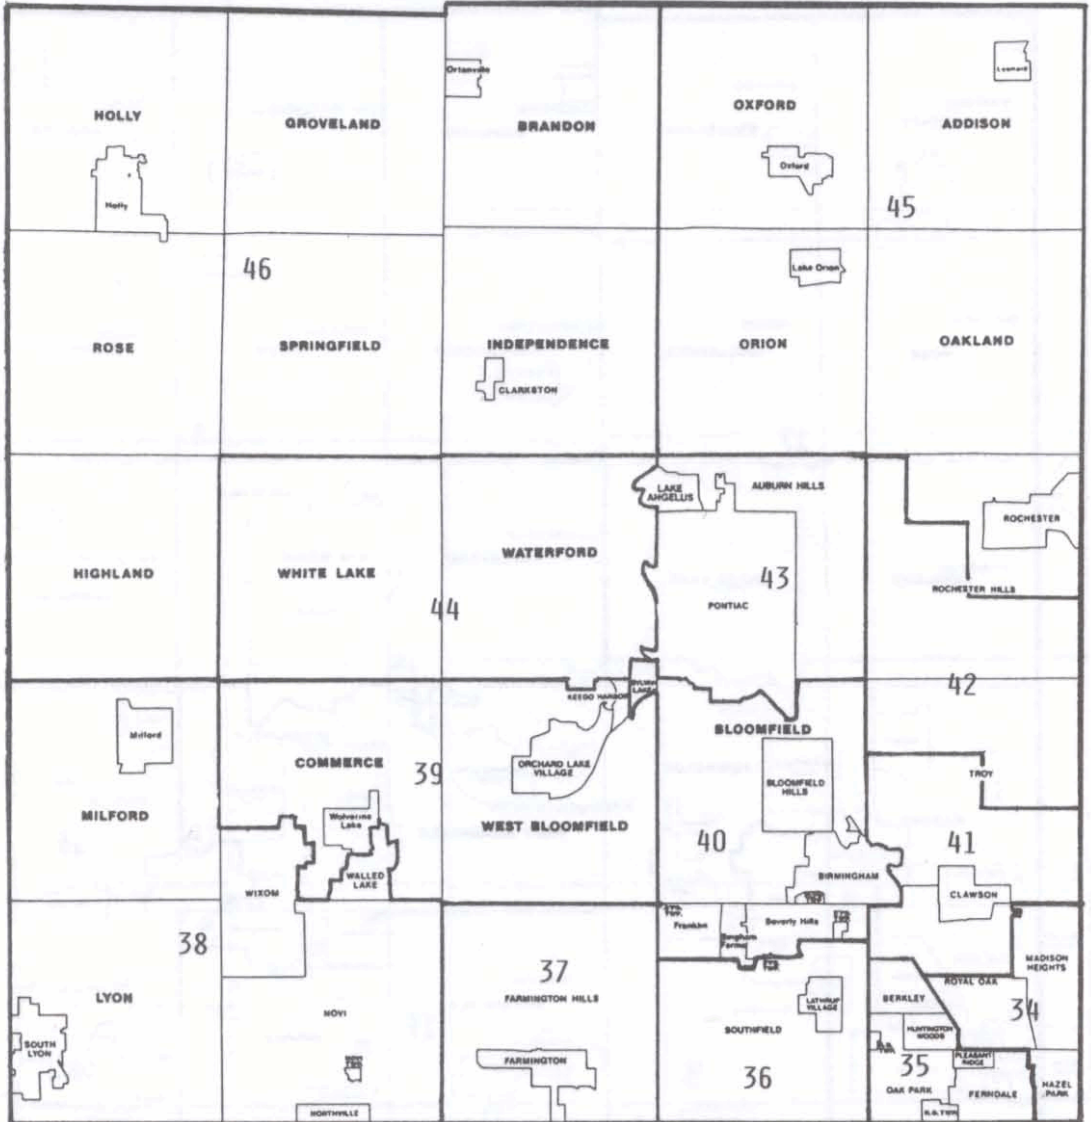 Ortonville
Leonard
HOLLY
GROVELAND
BRANDON
OXFORD
ADDISON
Oxford
Holly
45
46
Lake Orion
ROSE
SPRINGFIELD
INDEPENDENCE
ORION
OAKLAND
CLARKSTON
LAKE
ANGELUS
AUBURN HILLS
ROCHESTER
HIGHLAND
WHITE LAKE
WATERFORD
43
44
PONTIAC
ROCHESTER HILLS
42
SYLVAN
LAKE
KEEGO HARBOR
Milford
BLOOMFIELD
COMMERCE
39
ORCHARD LAKE
VILLAGE
BLOOMFIELD
HILLS
TROY
MILFORD
Wolverine
Lake
WEST BLOOMFIELD
40
41
WALLED
LAKE
WIXOM
BIRMINGHAM
CLAWSON
Franklin
Bingham
Farms
Beverly Hills
38
37
MADISON
HEIGHTS
LYON
FARMINGTON HILLS
ROYAL OAK
BERKLEY
LATHRUP
VILLAGE
34
NOVI
SOUTHFIELD
HUNTINGTON
WOODS
SOUTH
LYON
FARMINGTON
PLEASANT
RIDGE
35
36
OAK PARK
FERNDALE
HAZEL
PARK
NORTHVILLE
R.O. TWP.